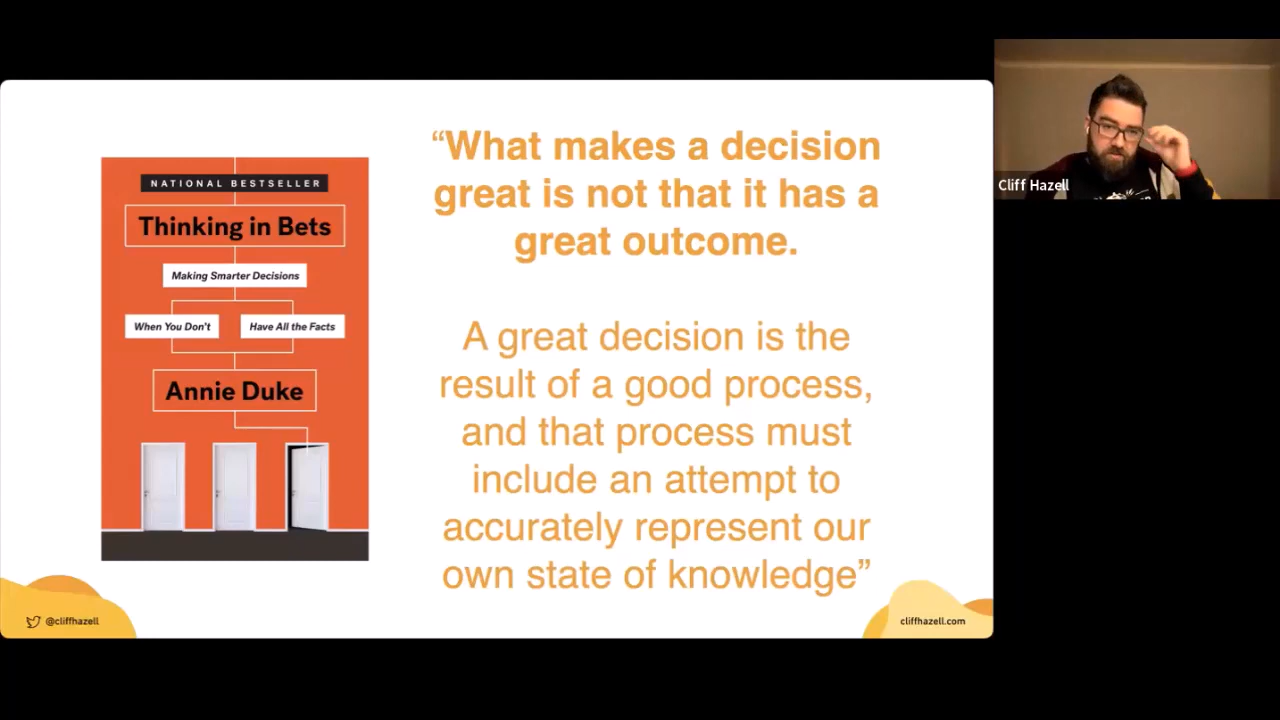 NATIONAL BESTSELLER
Thinking in Bets
Making Smarter Decisions
When You Don't
Have All the Facts
Annie Duke
“What makes a decision
great is not that it has a
great outcome.
A great decision is the
result of a good process,
and that process must
include an attempt to
accurately represent our
own state of knowledge”
@cliffhazell
cliffhazell.com
Cliff Hazell